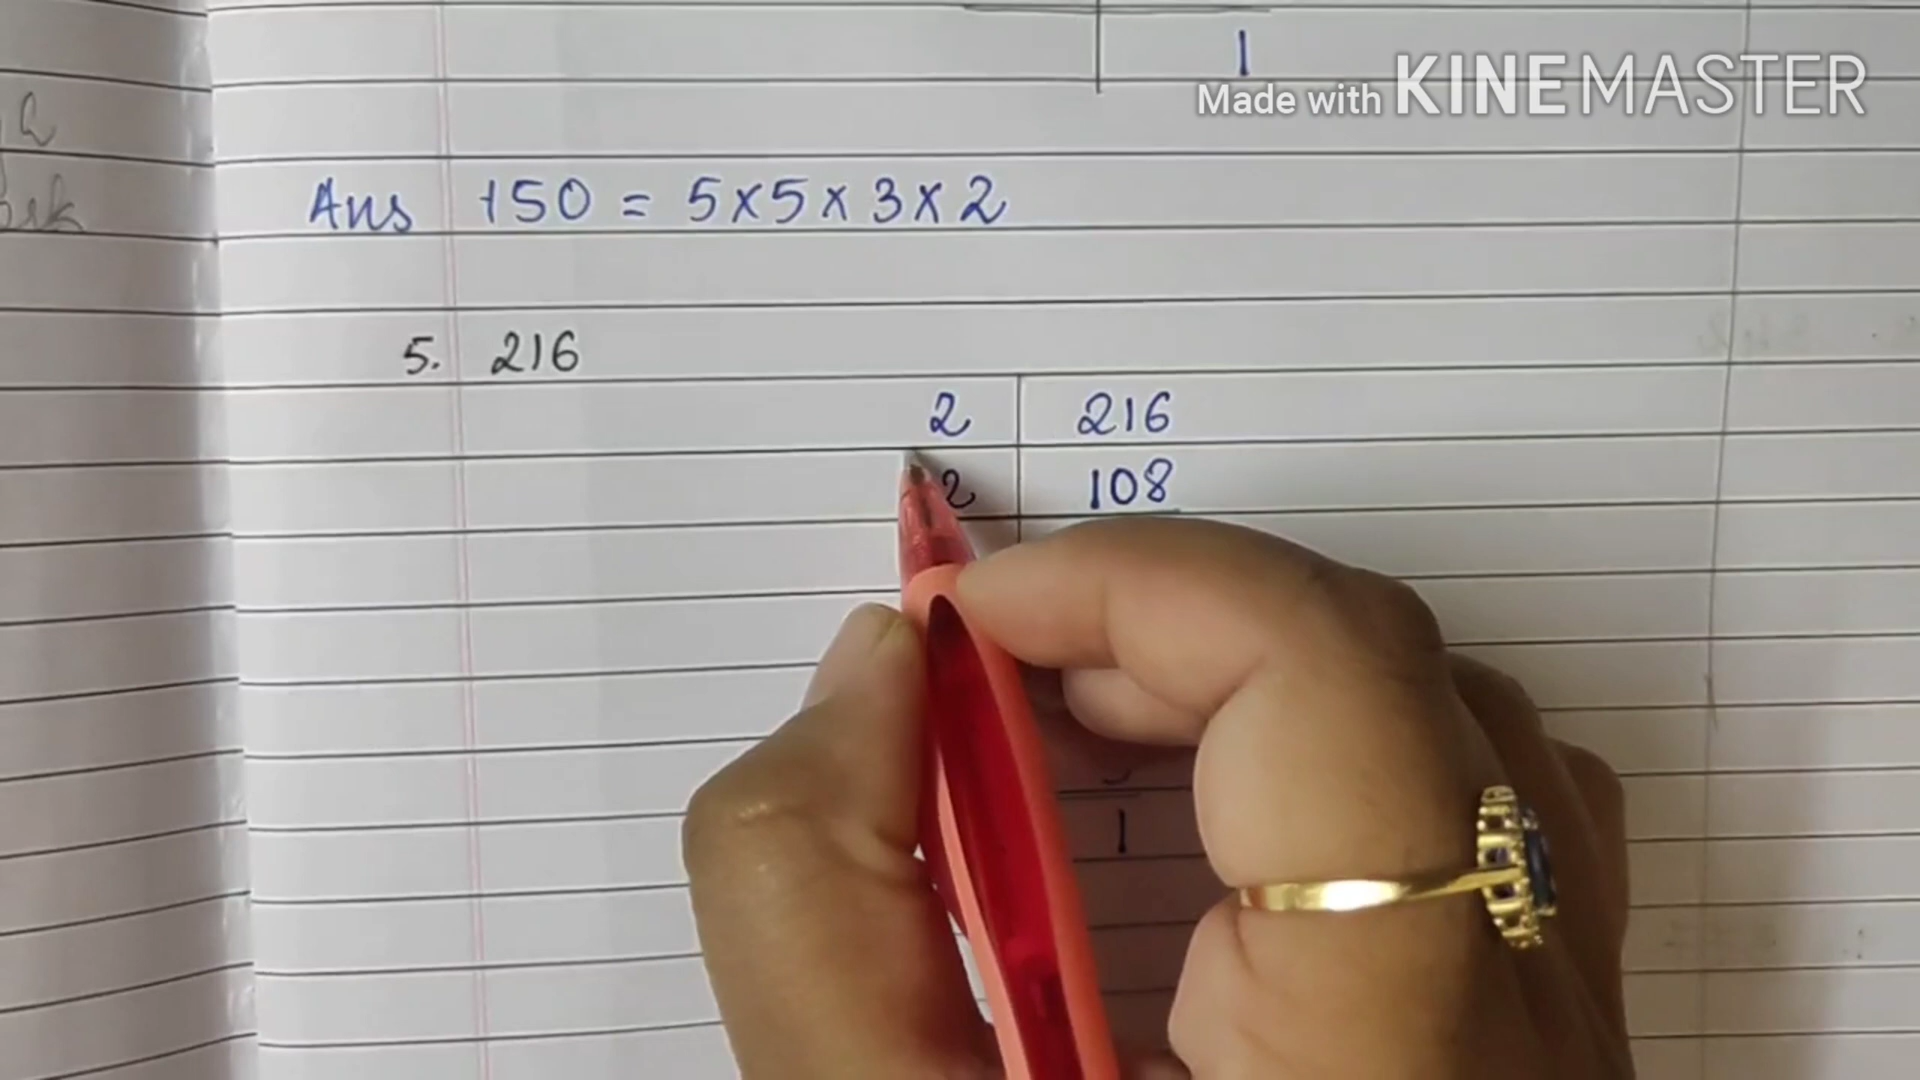 1
Made with KINEMASTER
Ans 150 = 5x5x3x2
5. 216
2 216
2 108
1